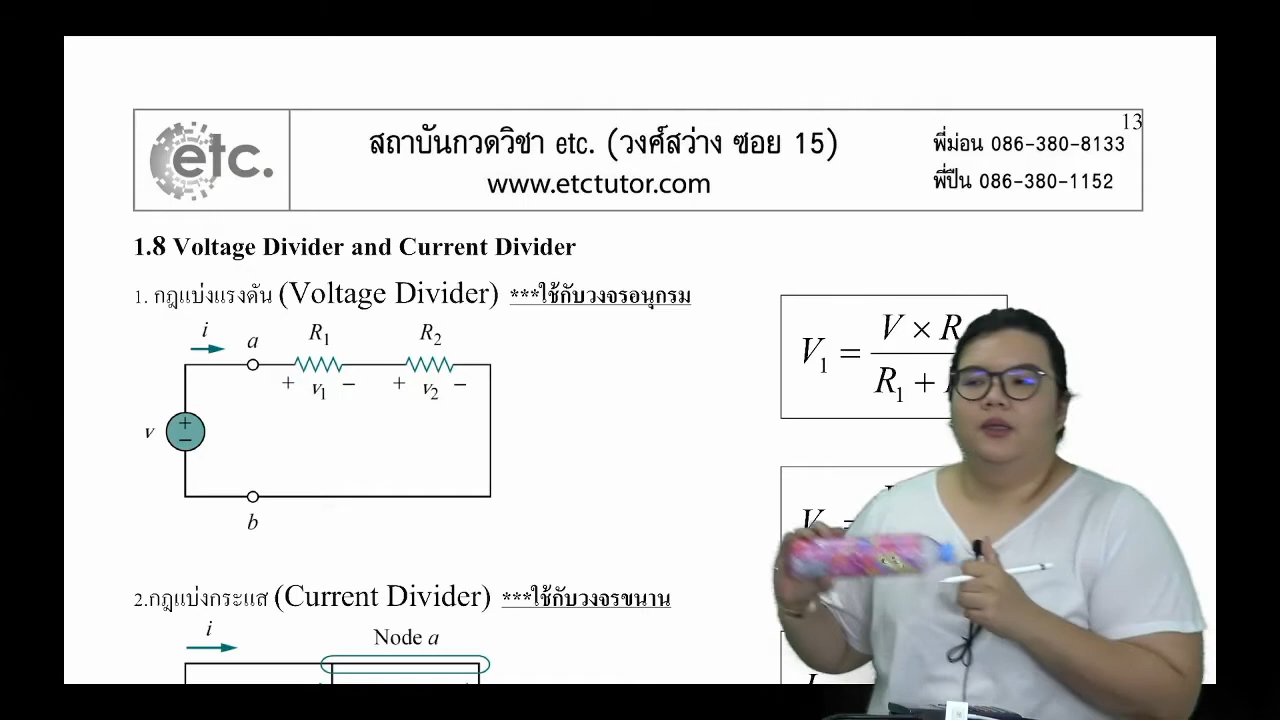 etc.
สถาบันกวดวิชา etc. (วงศ์สว่าง ซอย 15)
www.etctutor.com
13
พี่ม่อน 086-380-8133
พี่ปืน 086-380-1152
1.8 Voltage Divider and Current Divider
1. กฎแบ่งแรงดัน (Voltage Divider) ***ใช้กับวงจรอนุกรม
i
a
R1
R2
+ v1 −
+ v2 −
v
+
−
b
V1 = V × R
R1 +
V =
2.กฎแบ่งกระแส (Current Divider) ***ใช้กับวงจรขนาน
i
Node a